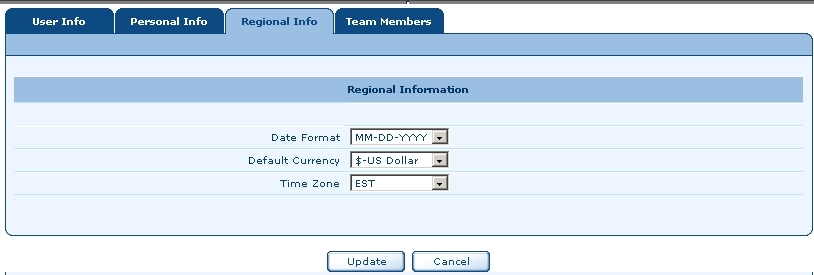 User Info Personal Info Regional Info Team Members
Regional Information
Date Format MM-DD-YYYY
Default Currency $-US Dollar
Time Zone EST
Update Cancel